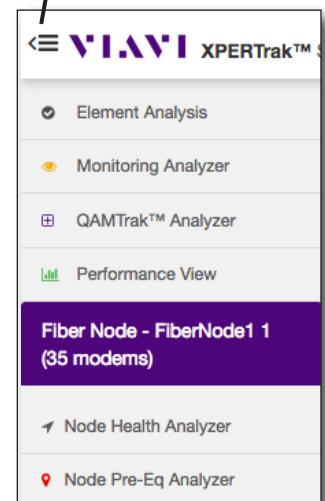 VIAVI XPERTrak™
Element Analysis
Monitoring Analyzer
QAMTrak™ Analyzer
Performance View
Fiber Node - FiberNode1 1
(35 modems)
Node Health Analyzer
Node Pre-Eq Analyzer